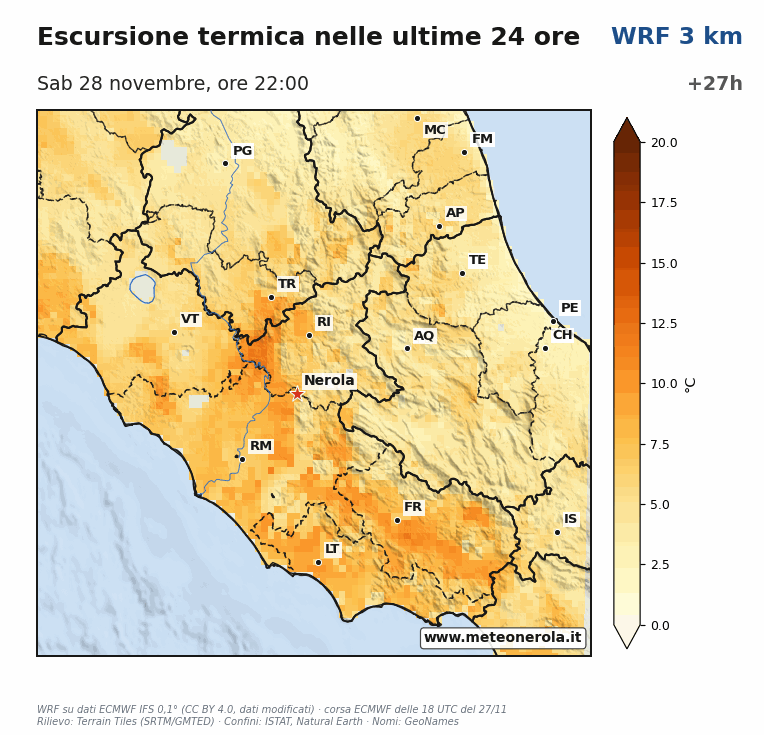 Escursione termica nelle ultime 24 ore WRF 3 km
Sab 28 novembre, ore 22:00 +27h
MC
FM
PG
AP
TE
TR
PE
VT
RI
AQ
CH
Nerola
RM
FR
IS
LT
www.meteonerola.it
20.0
17.5
15.0
12.5
10.0
7.5
5.0
2.5
0.0
°C
WRF su dati ECMWF IFS 0,1° (CC BY 4.0, dati modificati) · corsa ECMWF delle 18 UTC del 27/11
Rilievo: Terrain Tiles (SRTM/GMTED) · Confini: ISTAT, Natural Earth · Nomi: GeoNames